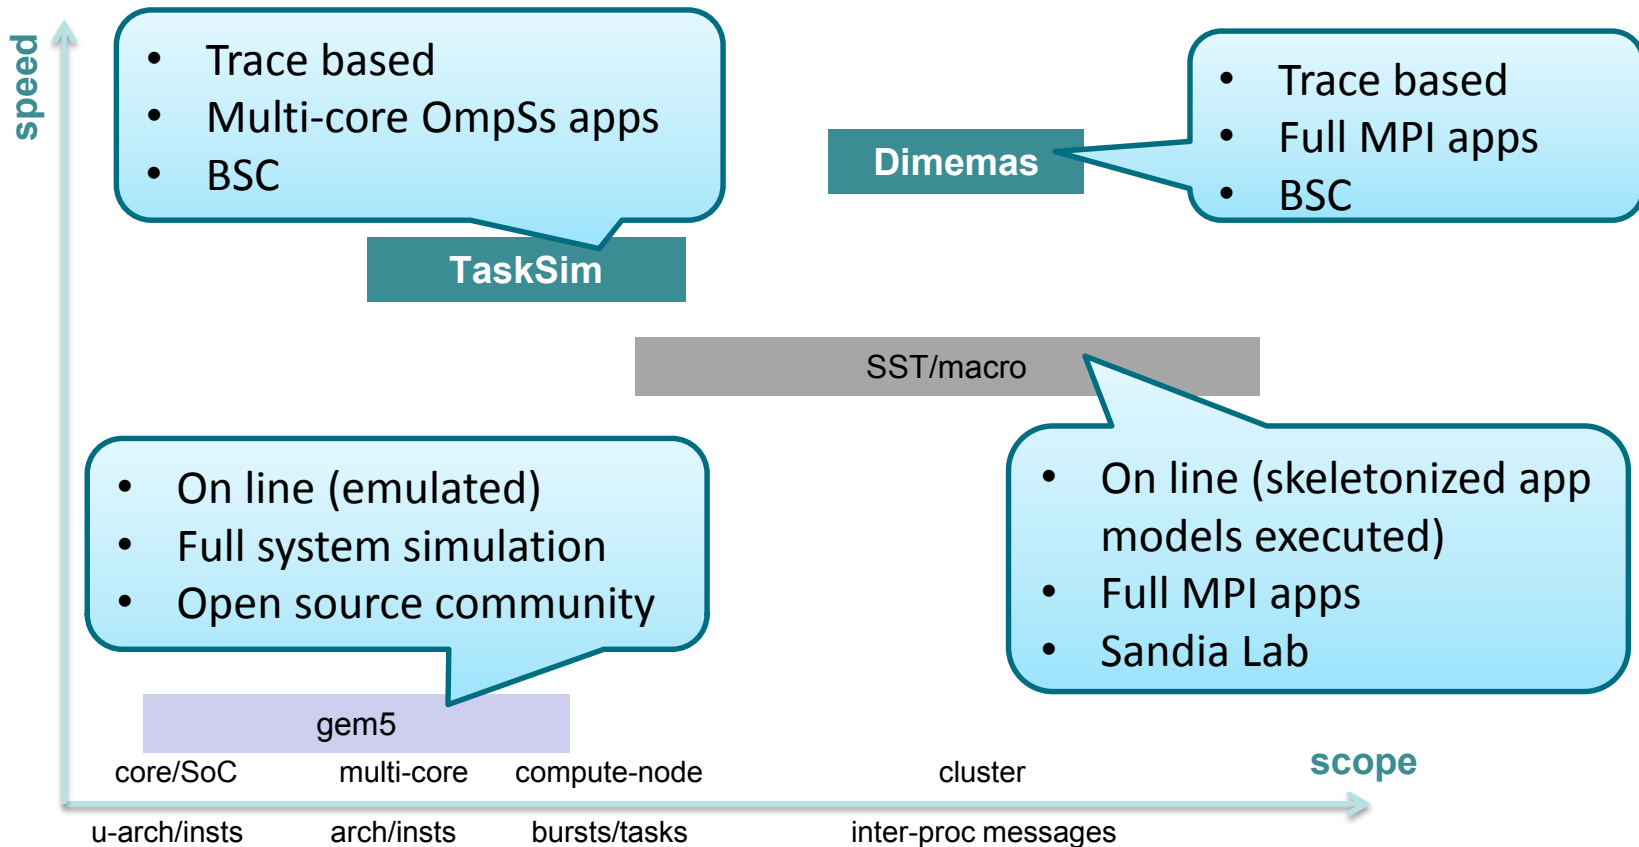 speed
• Trace based
• Multi-core OmpSs apps
• BSC
• Trace based
• Full MPI apps
• BSC
Dimemas
TaskSim
SST/macro
• On line (emulated)
• Full system simulation
• Open source community
• On line (skeletonized app
models executed)
• Full MPI apps
• Sandia Lab
gem5
core/SoC multi-core compute-node cluster scope
u-arch/insts arch/insts bursts/tasks inter-proc messages